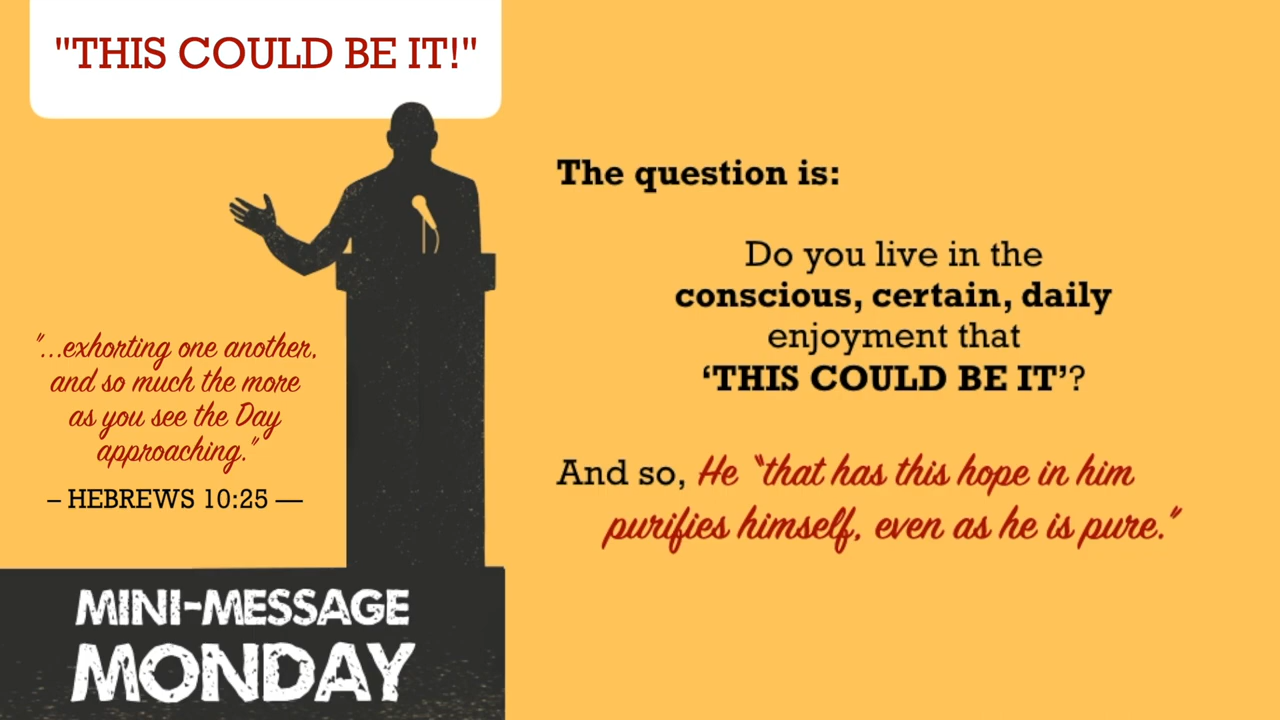 "THIS COULD BE IT!"
"...exhorting one another,
and so much the more
as you see the Day
approaching."
– HEBREWS 10:25 —
MINI-MESSAGE
MONDAY
The question is:
Do you live in the
conscious, certain, daily
enjoyment that
‘THIS COULD BE IT’?
And so, He “that has this hope in him
purifies himself, even as he is pure.”